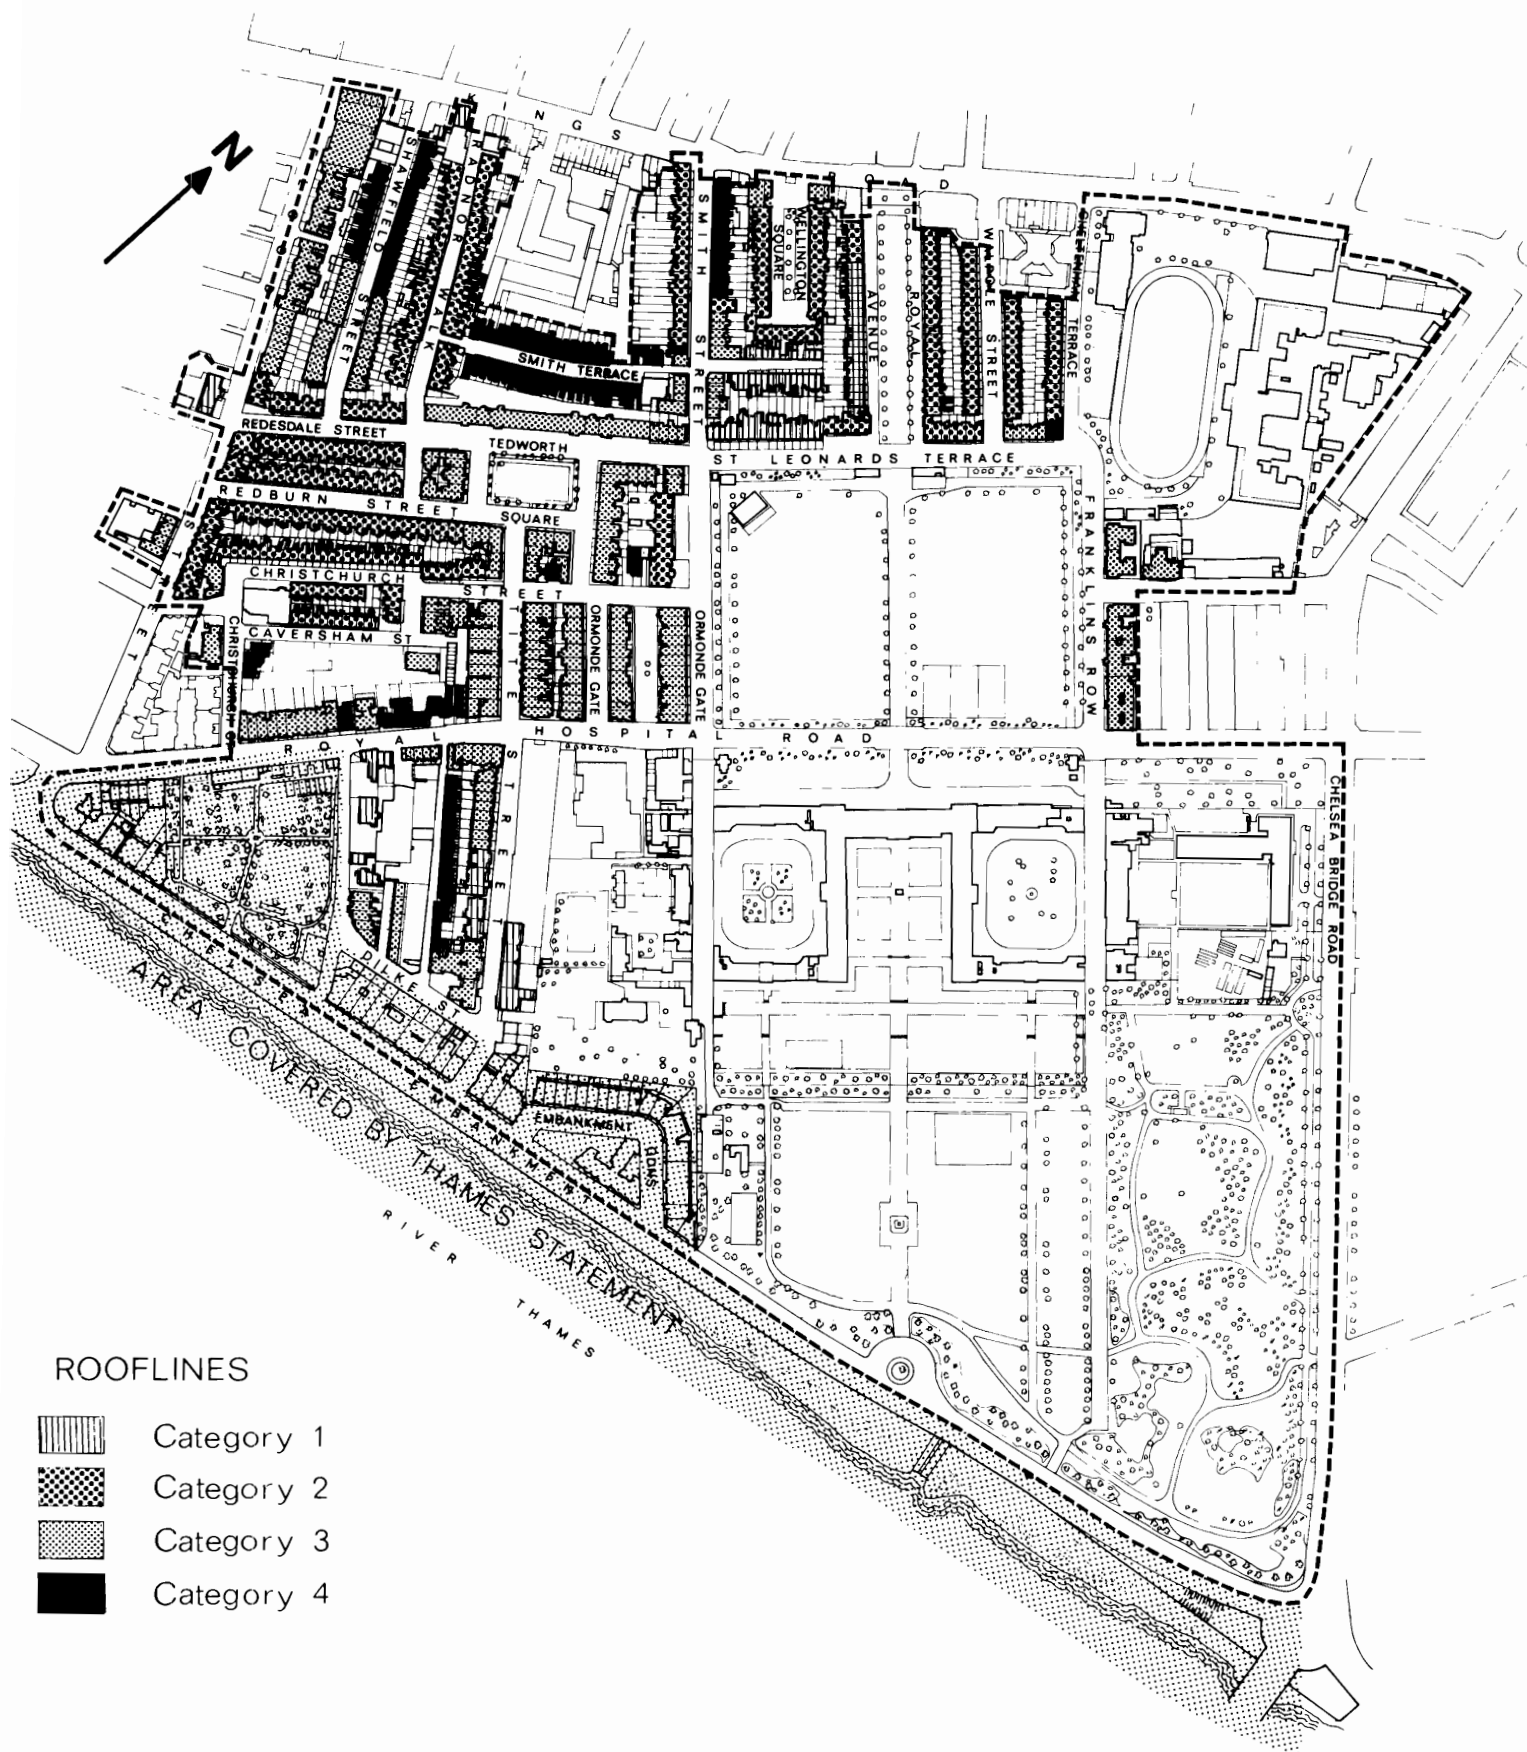 N
KINGS ROAD
SHAWFIELD STREET
RADNOR WALK
SMITH STREET
WELLINGTON
SQUARE
ROYAL
AVENUE
STREET
CHELTENHAM
TERRACE
SMITH TERRACE
REDESDALE STREET
TEDWORTH
SQUARE
ST LEONARDS TERRACE
REDBURN STREET
CHRISTCHURCH
STREET
CAVERSHAM ST
CHRISTCHURCH ST
TITE STREET
ORMONDE GATE
ORMONDE GATE
FRANKLINS ROW
ROYAL HOSPITAL ROAD
CHELSEA BRIDGE ROAD
DILKE ST
CHELSEA EMBANKMENT
EMBANKMENT
GDNS
AREA COVERED BY THAMES STATEMENT
RIVER THAMES
ROOFLINES
Category 1
Category 2
Category 3
Category 4